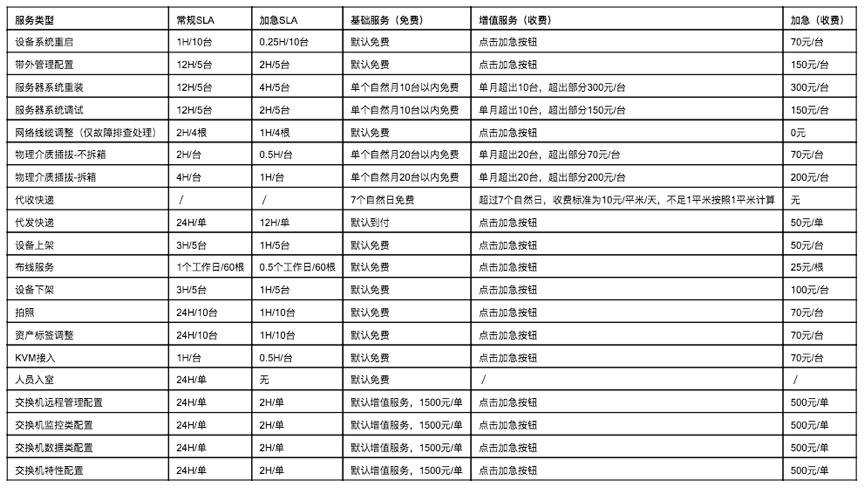 服务类型 常规SLA 加急SLA 基础服务（免费） 增值服务（收费） 加急（收费）
设备系统重启 1H/10台 0.25H/10台 默认免费 点击加急按钮 70元/台
带外管理配置 12H/5台 2H/5台 默认免费 点击加急按钮 150元/台
服务器系统重装 12H/5台 4H/5台 单个自然月10台以内免费 单月超出10台，超出部分300元/台 300元/台
服务器系统调试 12H/5台 2H/5台 单个自然月10台以内免费 单月超出10台，超出部分150元/台 150元/台
网络线缆调整（仅故障排查处理） 2H/4根 1H/4根 默认免费 点击加急按钮 0元
物理介质插拔-不拆箱 2H/台 0.5H/台 单个自然月20台以内免费 单月超出20台，超出部分70元/台 70元/台
物理介质插拔-拆箱 4H/台 1H/台 单个自然月20台以内免费 单月超出20台，超出部分200元/台 200元/台
代收快递 / / 7个自然日免费 超过7个自然日，收费标准为10元/平米/天，不足1平米按照1平米计算 无
代发快递 24H/单 12H/单 默认到付 点击加急按钮 50元/单
设备上架 3H/5台 1H/5台 默认免费 点击加急按钮 50元/台
布线服务 1个工作日/60根 0.5个工作日/60根 默认免费 点击加急按钮 25元/根
设备下架 3H/5台 1H/5台 默认免费 点击加急按钮 100元/台
拍照 24H/10台 1H/10台 默认免费 点击加急按钮 70元/台
资产标签调整 24H/10台 1H/10台 默认免费 点击加急按钮 70元/台
KVM接入 1H/台 0.5H/台 默认免费 点击加急按钮 70元/台
人员入室 24H/单 无 默认免费 / /
交换机远程管理配置 24H/单 2H/单 默认增值服务，1500元/单 点击加急按钮 500元/单
交换机监控类配置 24H/单 2H/单 默认增值服务，1500元/单 点击加急按钮 500元/单
交换机数据类配置 24H/单 2H/单 默认增值服务，1500元/单 点击加急按钮 500元/单
交换机特性配置 24H/单 2H/单 默认增值服务，1500元/单 点击加急按钮 500元/单